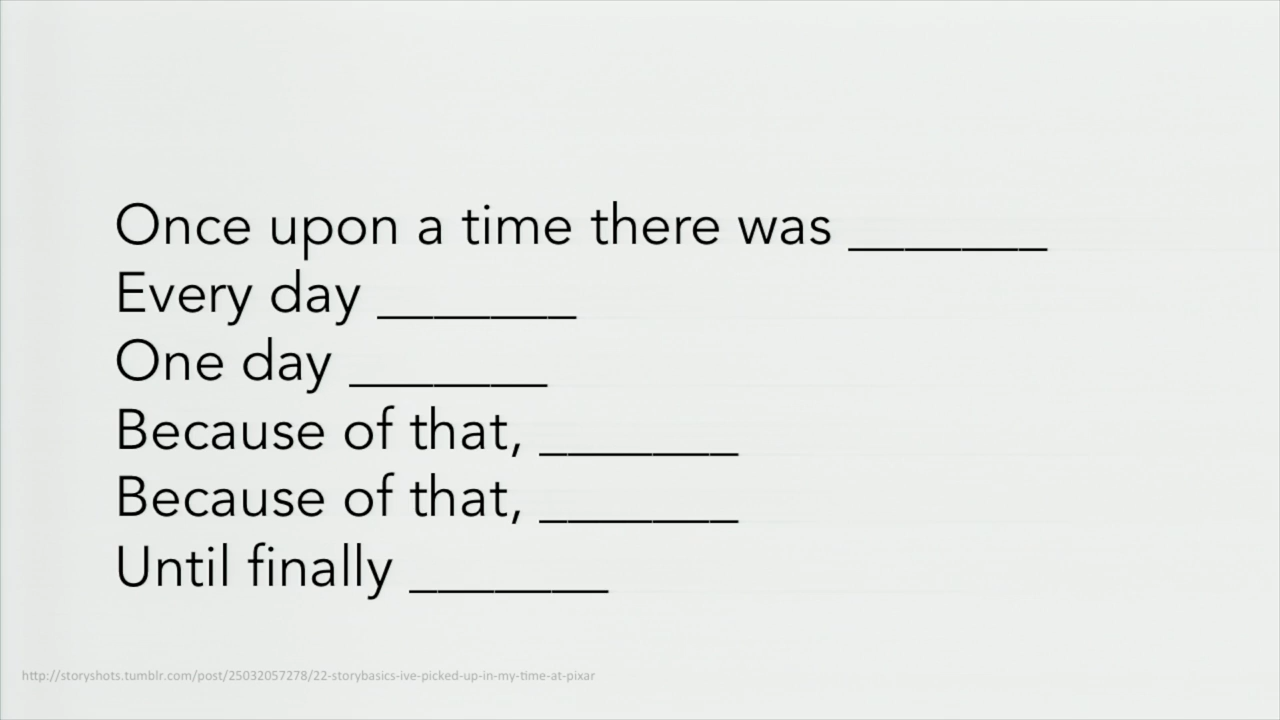 Once upon a time there was _______
Every day _______
One day _______
Because of that, _______
Because of that, _______
Until finally _______
http://storyshots.tumblr.com/post/25032057278/22-storybasics-ive-picked-up-in-my-time-at-pixar